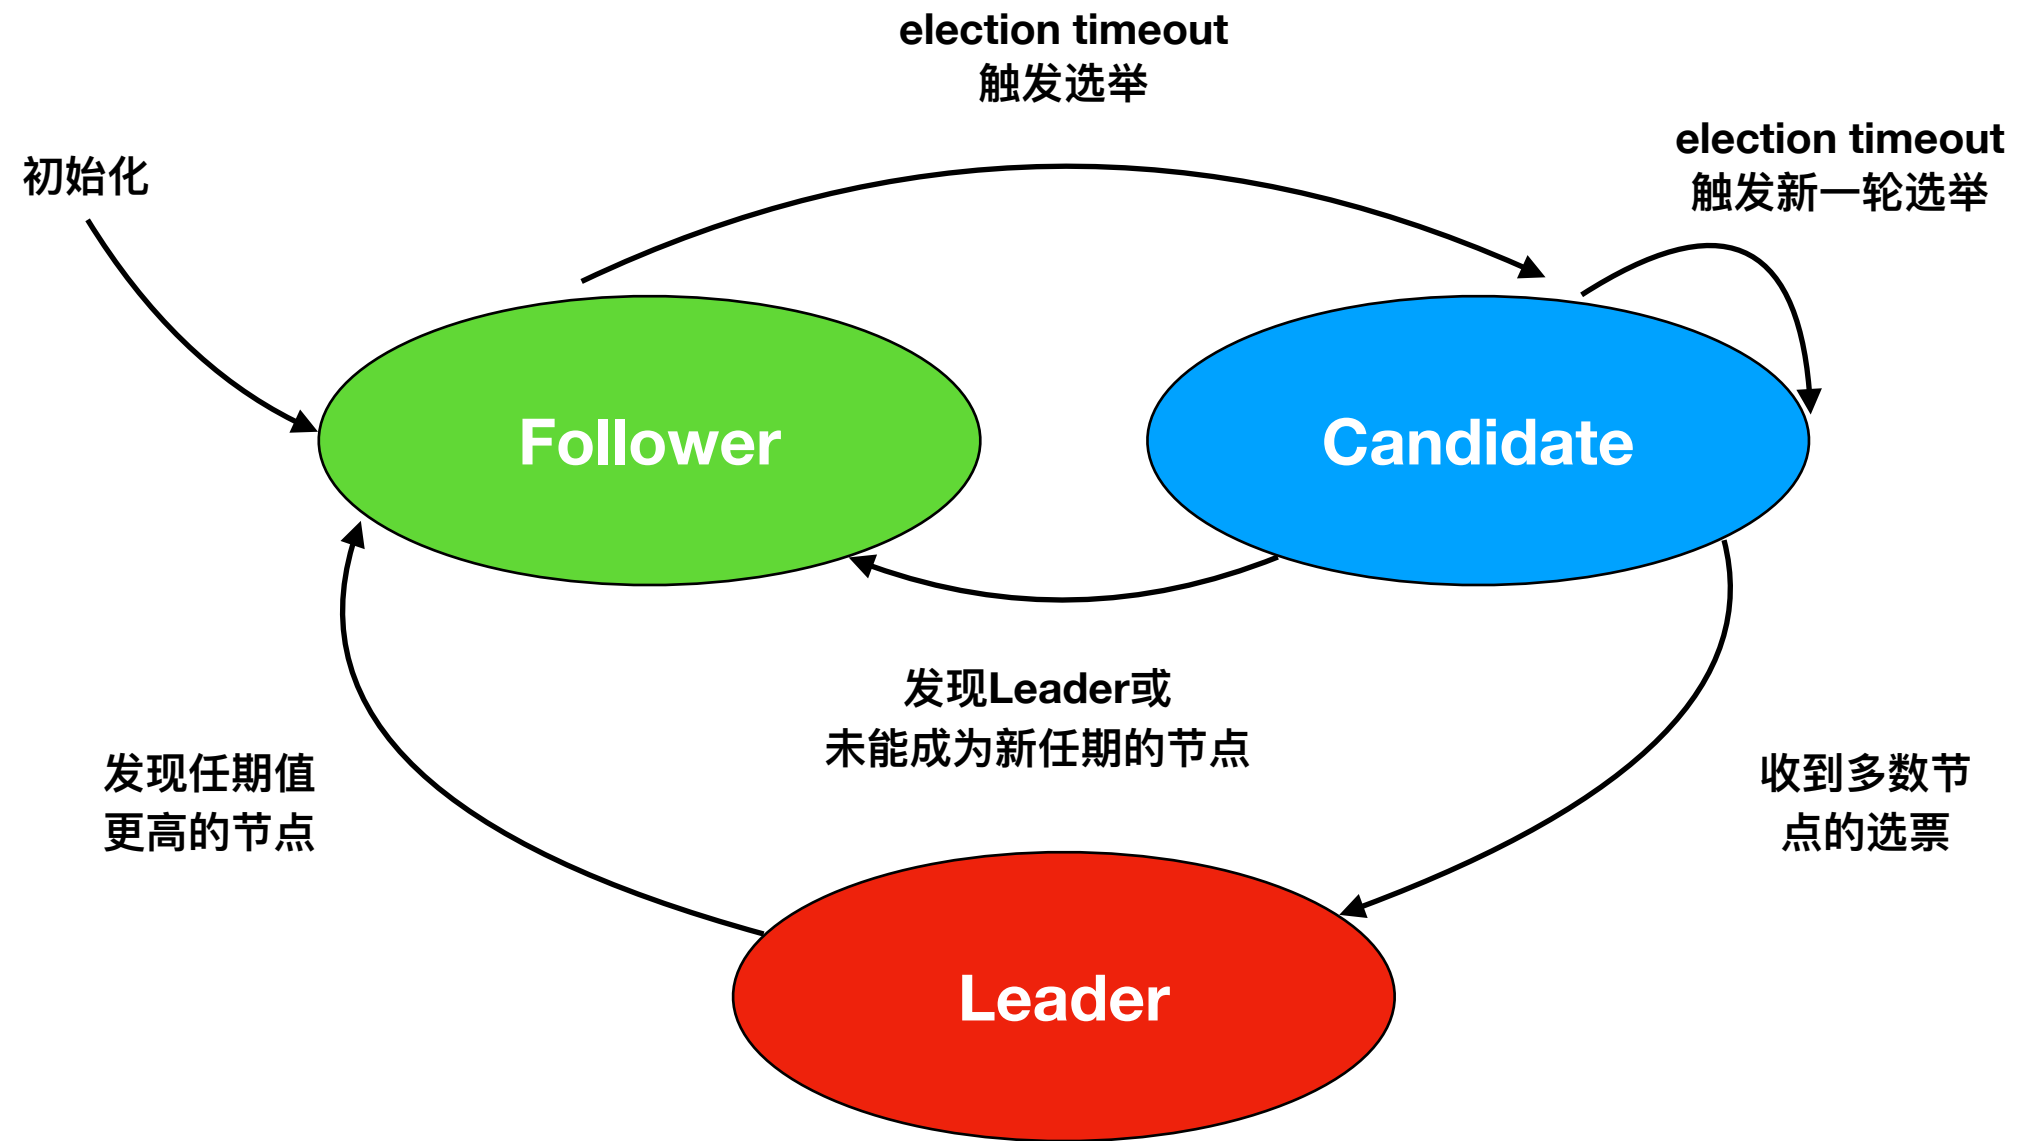 election timeout
触发选举
election timeout
触发新一轮选举
初始化
Follower
Candidate
发现Leader或
未能成为新任期的节点
发现任期值
更高的节点
收到多数节
点的选票
Leader